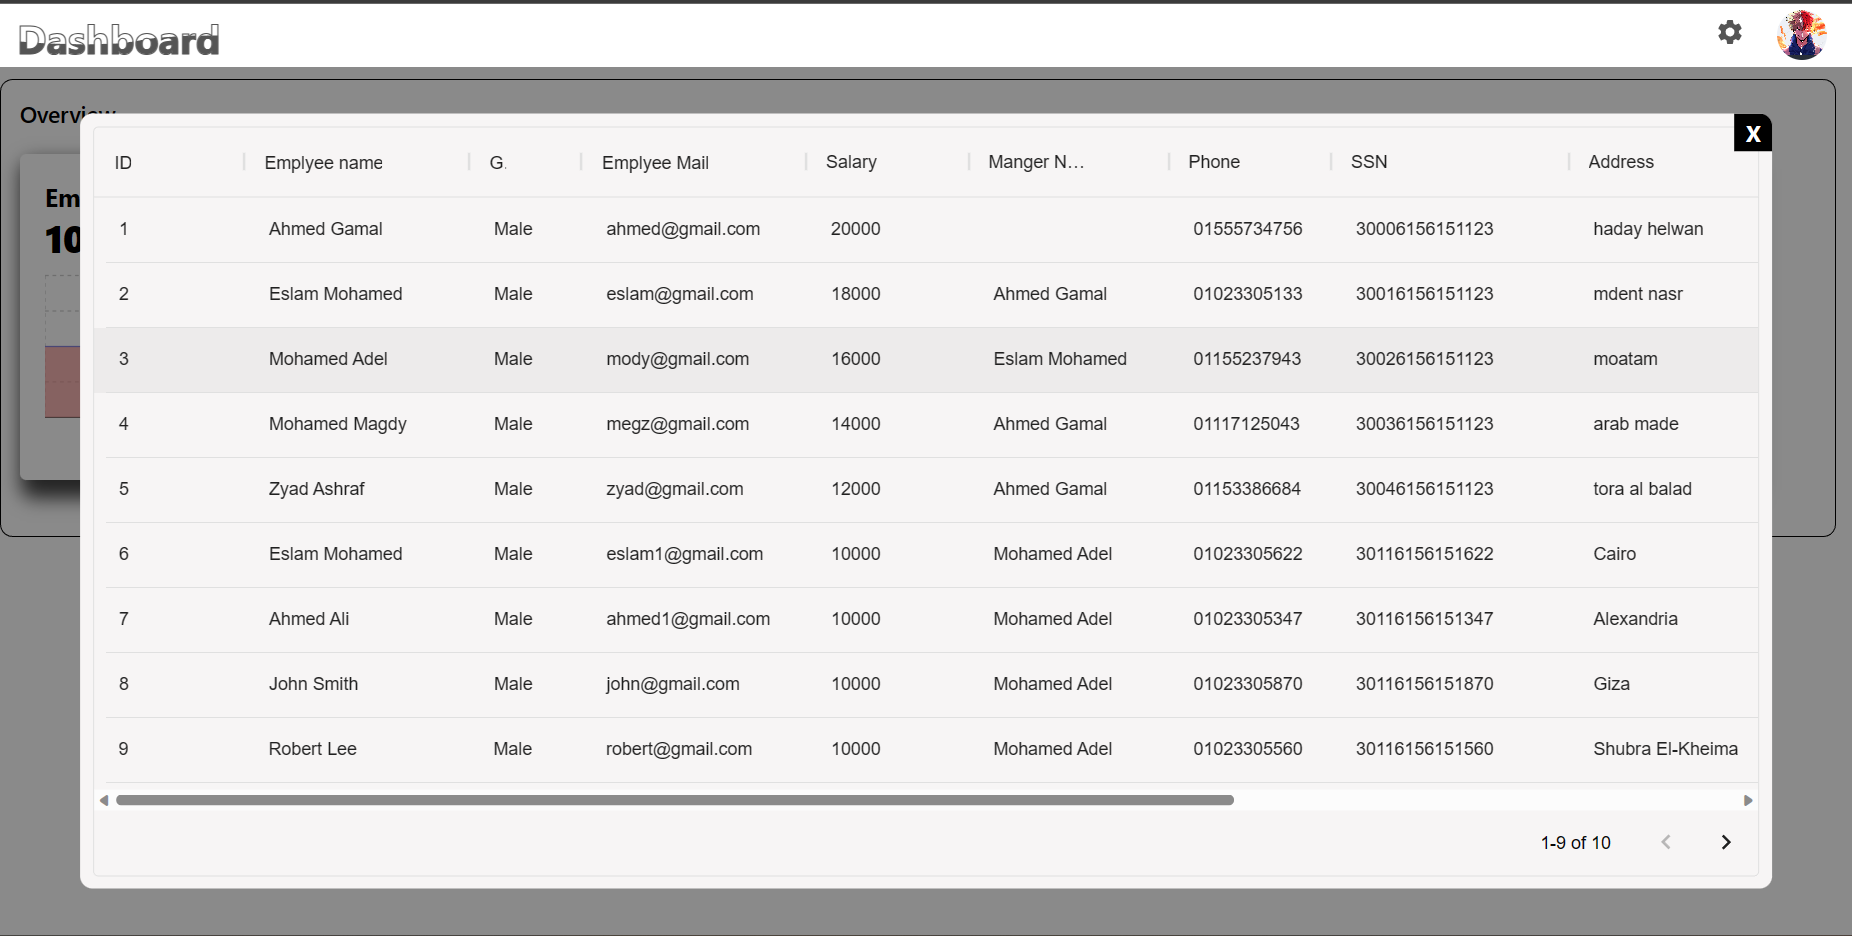 Dashboard
Overview
X
ID Emplyee name G. Emplyee Mail Salary Manger N... Phone SSN Address
1 Ahmed Gamal Male ahmed@gmail.com 20000 01555734756 30006156151123 haday helwan
2 Eslam Mohamed Male eslam@gmail.com 18000 Ahmed Gamal 01023305133 30016156151123 mdent nasr
3 Mohamed Adel Male mody@gmail.com 16000 Eslam Mohamed 01155237943 30026156151123 moatam
4 Mohamed Magdy Male megz@gmail.com 14000 Ahmed Gamal 01117125043 30036156151123 arab made
5 Zyad Ashraf Male zyad@gmail.com 12000 Ahmed Gamal 01153386684 30046156151123 tora al balad
6 Eslam Mohamed Male eslam1@gmail.com 10000 Mohamed Adel 01023305622 30116156151622 Cairo
7 Ahmed Ali Male ahmed1@gmail.com 10000 Mohamed Adel 01023305347 30116156151347 Alexandria
8 John Smith Male john@gmail.com 10000 Mohamed Adel 01023305870 30116156151870 Giza
9 Robert Lee Male robert@gmail.com 10000 Mohamed Adel 01023305560 30116156151560 Shubra El-Kheima
Em
10
1-9 of 10